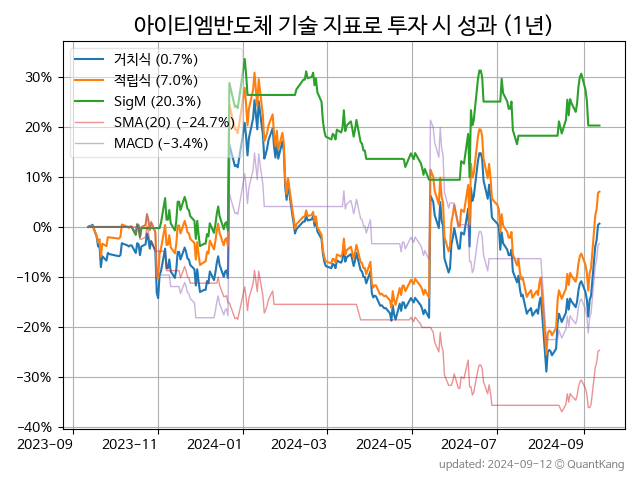 아이티엠반도체 기술 지표로 투자 시 성과 (1년)
거치식 (0.7%)
적립식 (7.0%)
SigM (20.3%)
SMA(20) (−24.7%)
MACD (−3.4%)
30%
20%
10%
0%
−10%
−20%
−30%
−40%
2023-09 2023-11 2024-01 2024-03 2024-05 2024-07 2024-09
updated: 2024-09-12 ⓒ QuantKang